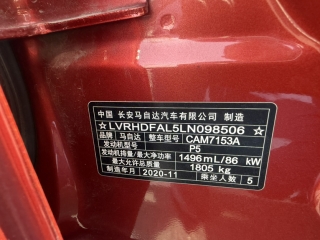 中国 长安马自达汽车有限公司 制造
☆LVRHDFAL5LN098506☆
品牌 马自达 整车型号 CAM7153A
发动机型号 P5
发动机排量/最大净功率 1496mL/86 kW
最大允许总质量 1805 kg
制造年月 2020-11 乘坐人数 5